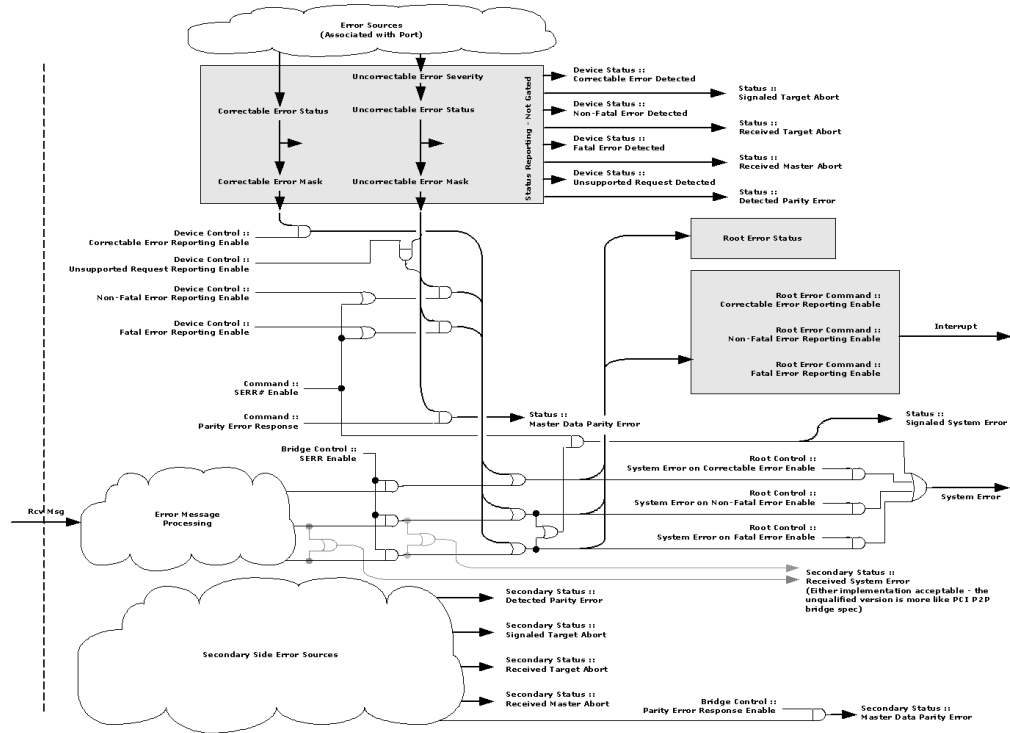 Error Sources
(Associated with Port)
Uncorrectable Error Severity
Correctable Error Status
Uncorrectable Error Status
Correctable Error Mask
Uncorrectable Error Mask
Status Reporting - Not Gated
Device Status ::
Correctable Error Detected
Status ::
Signaled Target Abort
Device Status ::
Non-Fatal Error Detected
Status ::
Received Target Abort
Device Status ::
Fatal Error Detected
Status ::
Received Master Abort
Device Status ::
Unsupported Request Detected
Status ::
Detected Parity Error
Device Control ::
Correctable Error Reporting Enable
Device Control ::
Unsupported Request Reporting Enable
Device Control ::
Non-Fatal Error Reporting Enable
Device Control ::
Fatal Error Reporting Enable
Root Error Status
Root Error Command ::
Correctable Error Reporting Enable
Root Error Command ::
Non-Fatal Error Reporting Enable
Root Error Command ::
Fatal Error Reporting Enable
Interrupt
Command ::
SERR# Enable
Command ::
Parity Error Response
Status ::
Master Data Parity Error
Status ::
Signaled System Error
Bridge Control ::
SERR Enable
Root Control ::
System Error on Correctable Error Enable
Root Control ::
System Error on Non-Fatal Error Enable
Root Control ::
System Error on Fatal Error Enable
System Error
Rcv Msg
Error Message
Processing
Secondary Status ::
Received System Error
(Either implementation acceptable - the
unqualified version is more like PCI P2P
bridge spec)
Secondary Side Error Sources
Secondary Status ::
Detected Parity Error
Secondary Status ::
Signaled Target Abort
Secondary Status ::
Received Target Abort
Secondary Status ::
Received Master Abort
Bridge Control ::
Parity Error Response Enable
Secondary Status ::
Master Data Parity Error